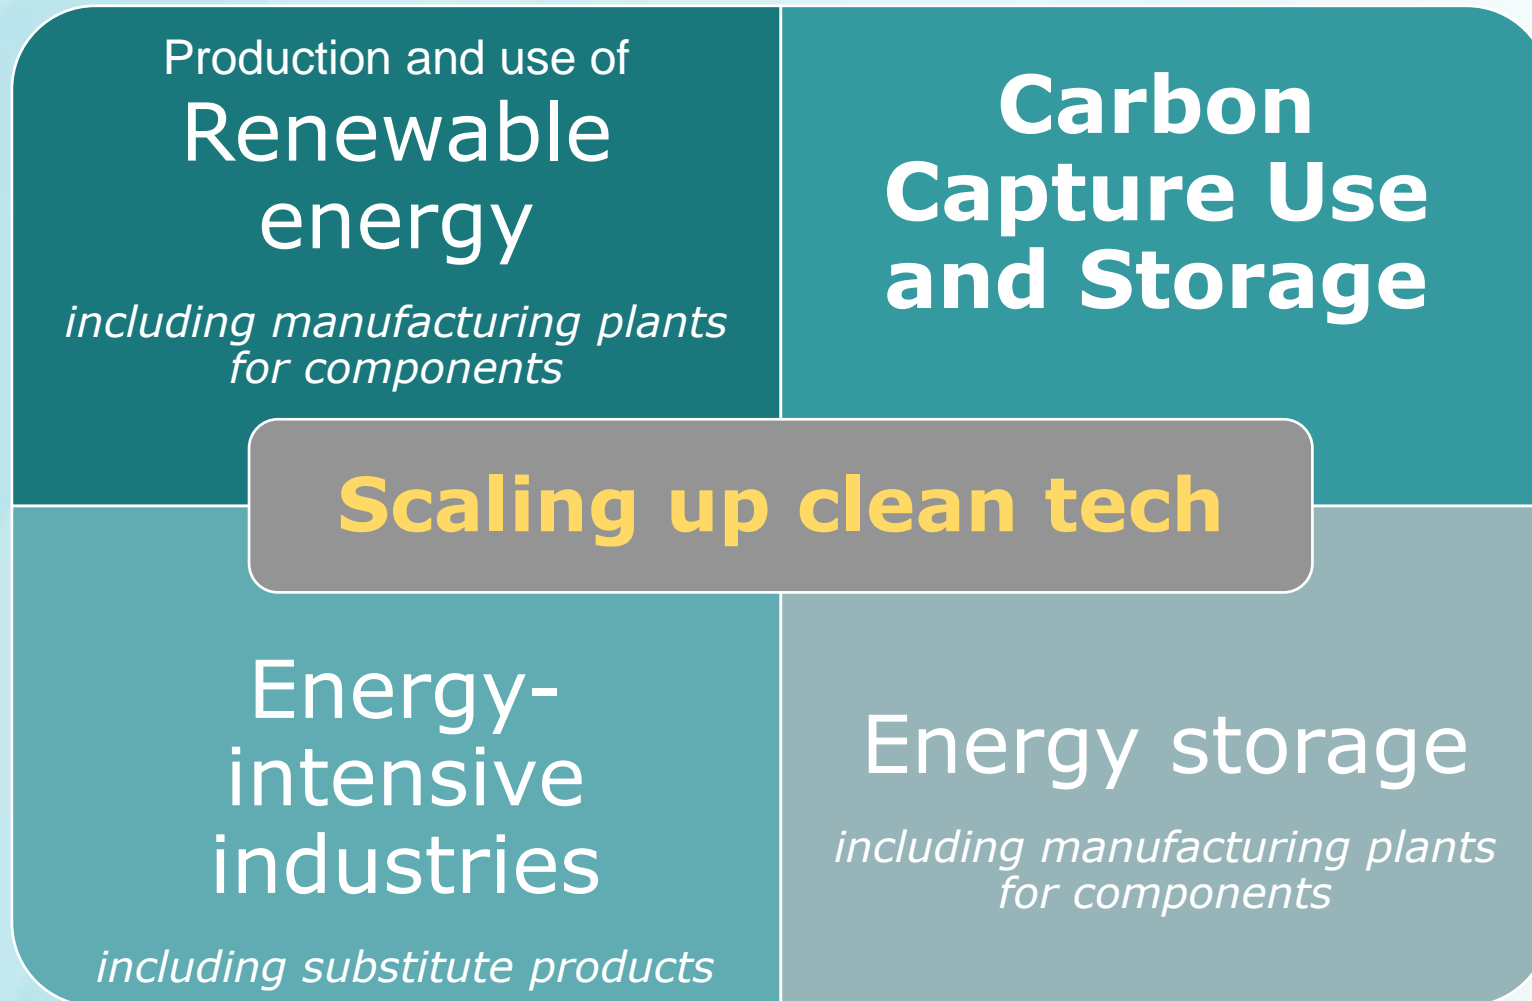 Production and use of
Renewable
energy
including manufacturing plants
for components
Carbon
Capture Use
and Storage
Scaling up clean tech
Energy-
intensive
industries
including substitute products
Energy storage
including manufacturing plants
for components